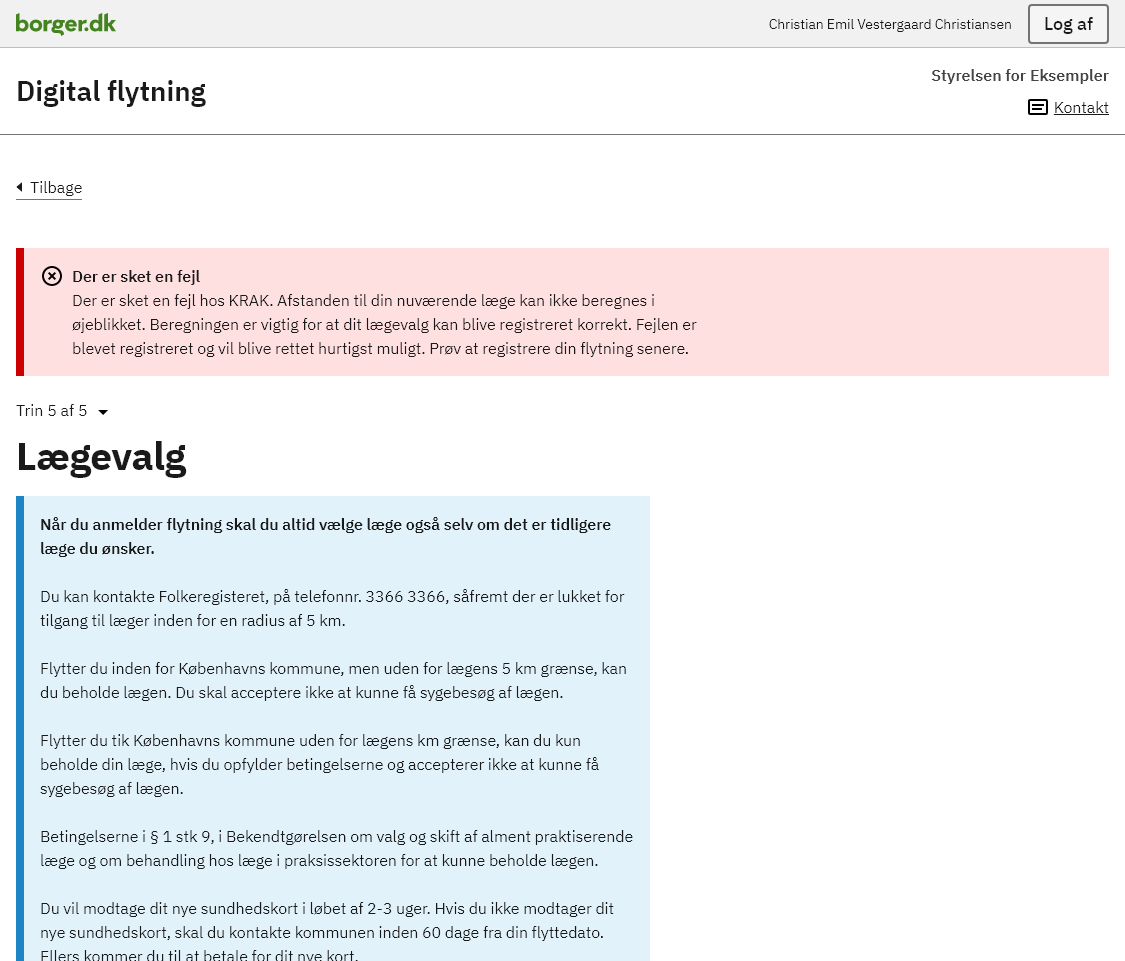 borger.dk
Christian Emil Vestergaard Christiansen
Log af
Digital flytning
Styrelsen for Eksempler
Kontakt
Tilbage
Der er sket en fejl
Der er sket en fejl hos KRAK. Afstanden til din nuværende læge kan ikke beregnes i
øjeblikket. Beregningen er vigtig for at dit lægevalg kan blive registreret korrekt. Fejlen er
blevet registreret og vil blive rettet hurtigst muligt. Prøv at registrere din flytning senere.
Trin 5 af 5
Lægevalg
Når du anmelder flytning skal du altid vælge læge også selv om det er tidligere
læge du ønsker.
Du kan kontakte Folkeregisteret, på telefonnr. 3366 3366, såfremt der er lukket for
tilgang til læger inden for en radius af 5 km.
Flytter du inden for Københavns kommune, men uden for lægens 5 km grænse, kan
du beholde lægen. Du skal acceptere ikke at kunne få sygebesøg af lægen.
Flytter du tik Københavns kommune uden for lægens km grænse, kan du kun
beholde din læge, hvis du opfylder betingelserne og accepterer ikke at kunne få
sygebesøg af lægen.
Betingelserne i § 1 stk 9, i Bekendtgørelsen om valg og skift af alment praktiserende
læge og om behandling hos læge i praksissektoren for at kunne beholde lægen.
Du vil modtage dit nye sundhedskort i løbet af 2-3 uger. Hvis du ikke modtager dit
nye sundhedskort, skal du kontakte kommunen inden 60 dage fra din flyttedato.
Ellers kommer du til at betale for dit nye kort.